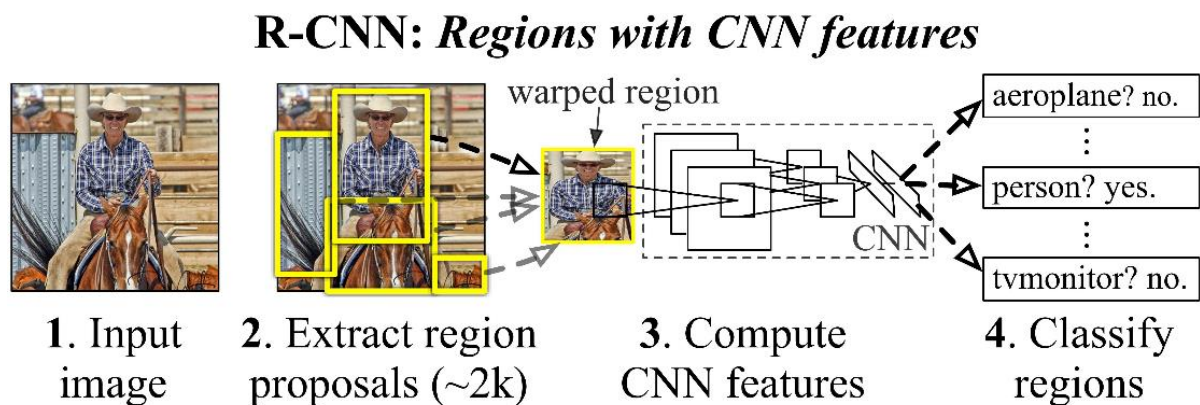 R-CNN: Regions with CNN features
warped region
aeroplane? no.
person? yes.
tvmonitor? no.
CNN
1. Input
image
2. Extract region
proposals (~2k)
3. Compute
CNN features
4. Classify
regions